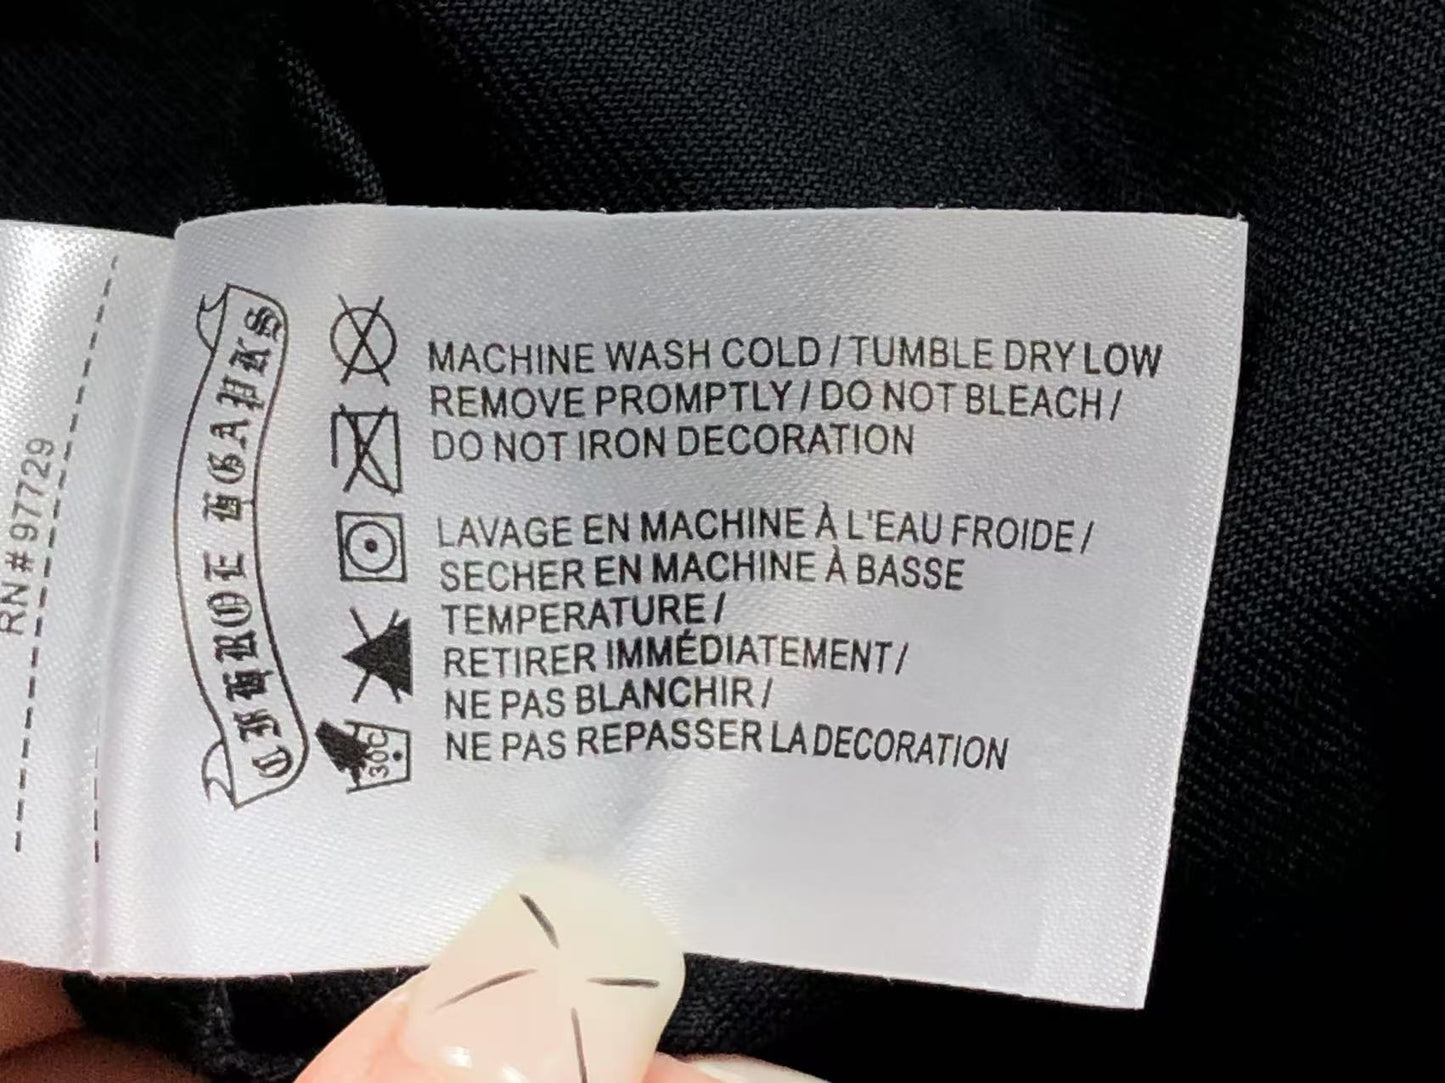 RN # 97729
MACHINE WASH COLD / TUMBLE DRY LOW
REMOVE PROMPTLY / DO NOT BLEACH /
DO NOT IRON DECORATION
LAVAGE EN MACHINE À L'EAU FROIDE /
SECHER EN MACHINE À BASSE
TEMPERATURE /
RETIRER IMMÉDIATEMENT /
NE PAS BLANCHIR /
NE PAS REPASSER LA DECORATION
30C